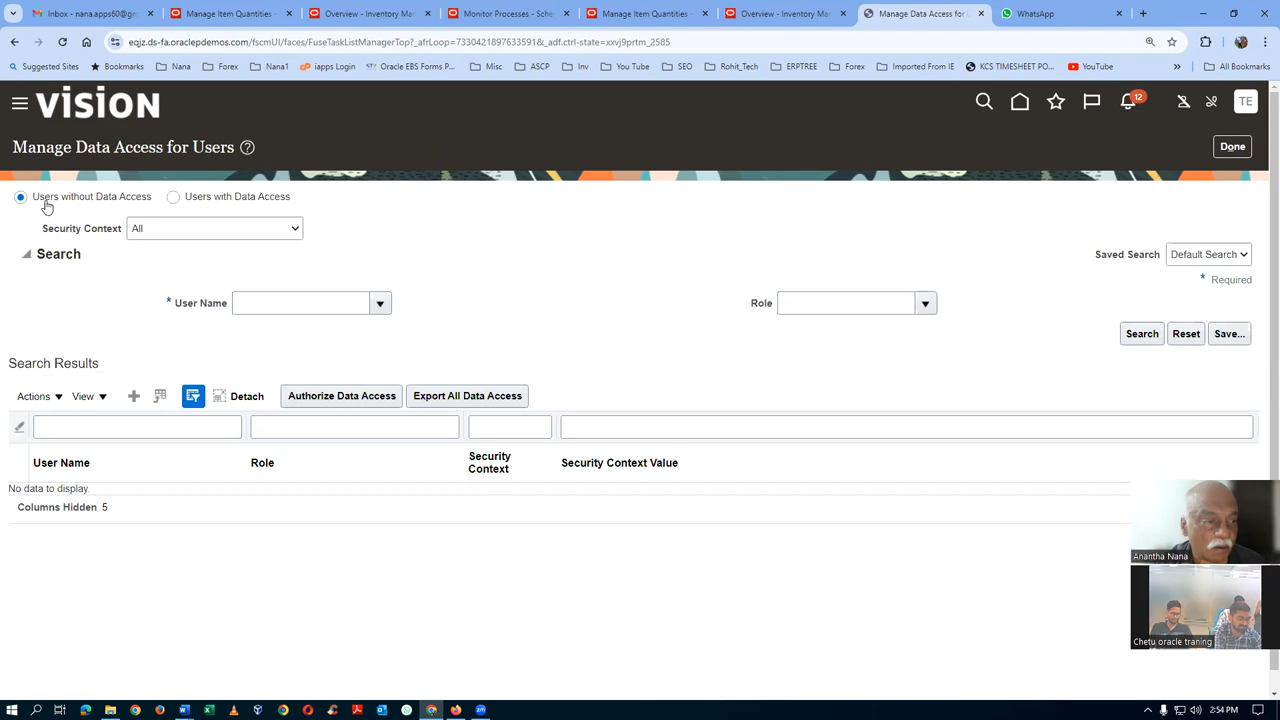 Inbox - nana.apps60@gm
Manage Item Quantities -
Overview - Inventory Mana
Monitor Processes - Sche
Manage Item Quantities -
Overview - Inventory Mana
Manage Data Access for U
WhatsApp
eqjz.ds-fa.oraclepdemos.com/fscmUI/faces/FuseTaskListManagerTop?_afrLoop=73304218976335918&_adf.ctrl-state=xxvj9prtm_2585
Suggested Sites
Bookmarks
Nana
Forex
Nana1
iapps Login
Oracle EBS Forms P...
Misc
ASCP
Inv
You Tube
SEO
Rohit_Tech
ERPTREE
Forex
Imported From IE
KCS TIMESHEET PO...
YouTube
All Bookmarks
VISION
12
TE
Manage Data Access for Users
Done
Users without Data Access
Users with Data Access
Security Context All
Search
Saved Search Default Search
* Required
* User Name
Role
Search Reset Save...
Search Results
Actions View Detach Authorize Data Access Export All Data Access
User Name Role Security Context Security Context Value
No data to display.
Columns Hidden 5
Anantha Nana
Chetu oracle traning
2:54 PM